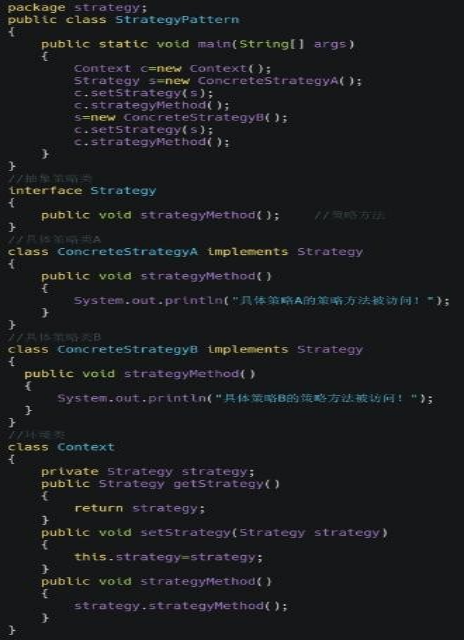 package strategy;
public class StrategyPattern
{
    public static void main(String[] args)
    {
        Context c=new Context();
        Strategy s=new ConcreteStrategyA();
        c.setStrategy(s);
        c.strategyMethod();
        s=new ConcreteStrategyB();
        c.setStrategy(s);
        c.strategyMethod();
    }
}
//抽象策略类
interface Strategy
{
    public void strategyMethod();    //策略方法
}
//具体策略类A
class ConcreteStrategyA implements Strategy
{
    public void strategyMethod()
    {
        System.out.println("具体策略A的策略方法被访问！");
    }
}
//具体策略类B
class ConcreteStrategyB implements Strategy
{
  public void strategyMethod()
  {
      System.out.println("具体策略B的策略方法被访问！");
  }
}
//环境类
class Context
{
    private Strategy strategy;
    public Strategy getStrategy()
    {
        return strategy;
    }
    public void setStrategy(Strategy strategy)
    {
        this.strategy=strategy;
    }
    public void strategyMethod()
    {
        strategy.strategyMethod();
    }
}